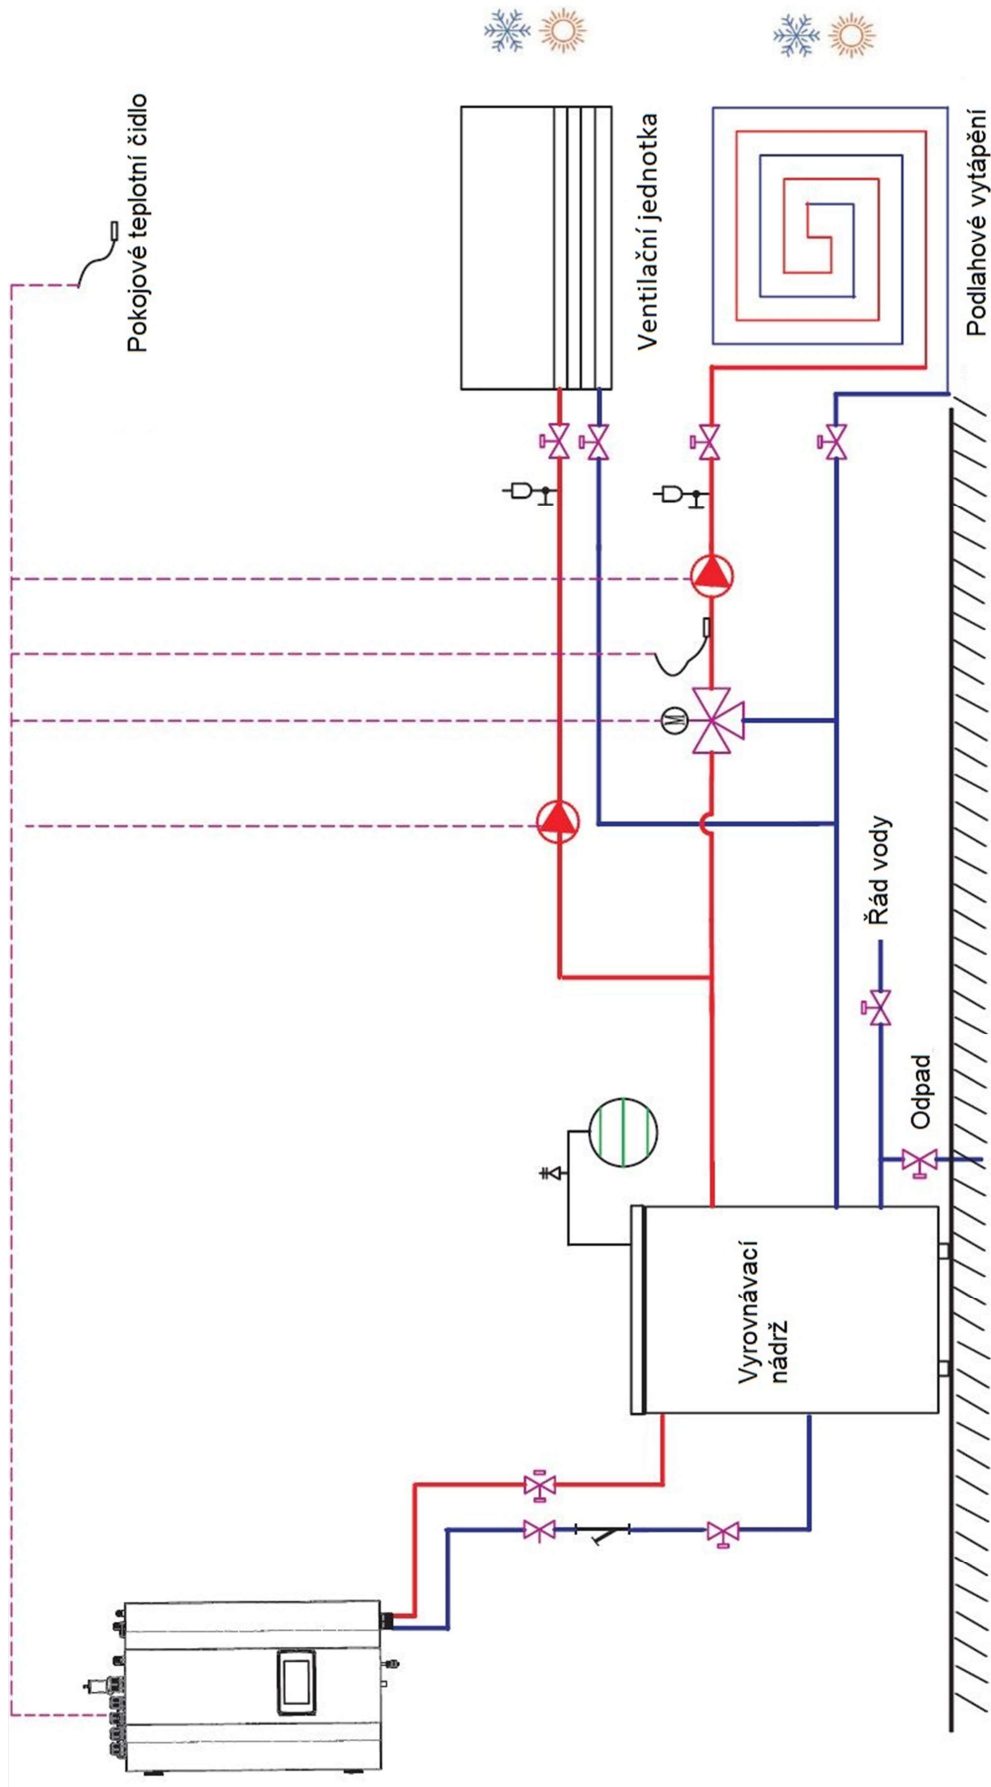 Pokojové teplotní čidlo
Ventilační jednotka
Podlahové vytápění
M
Řád vody
Odpad
Vyrovnávací
nádrž